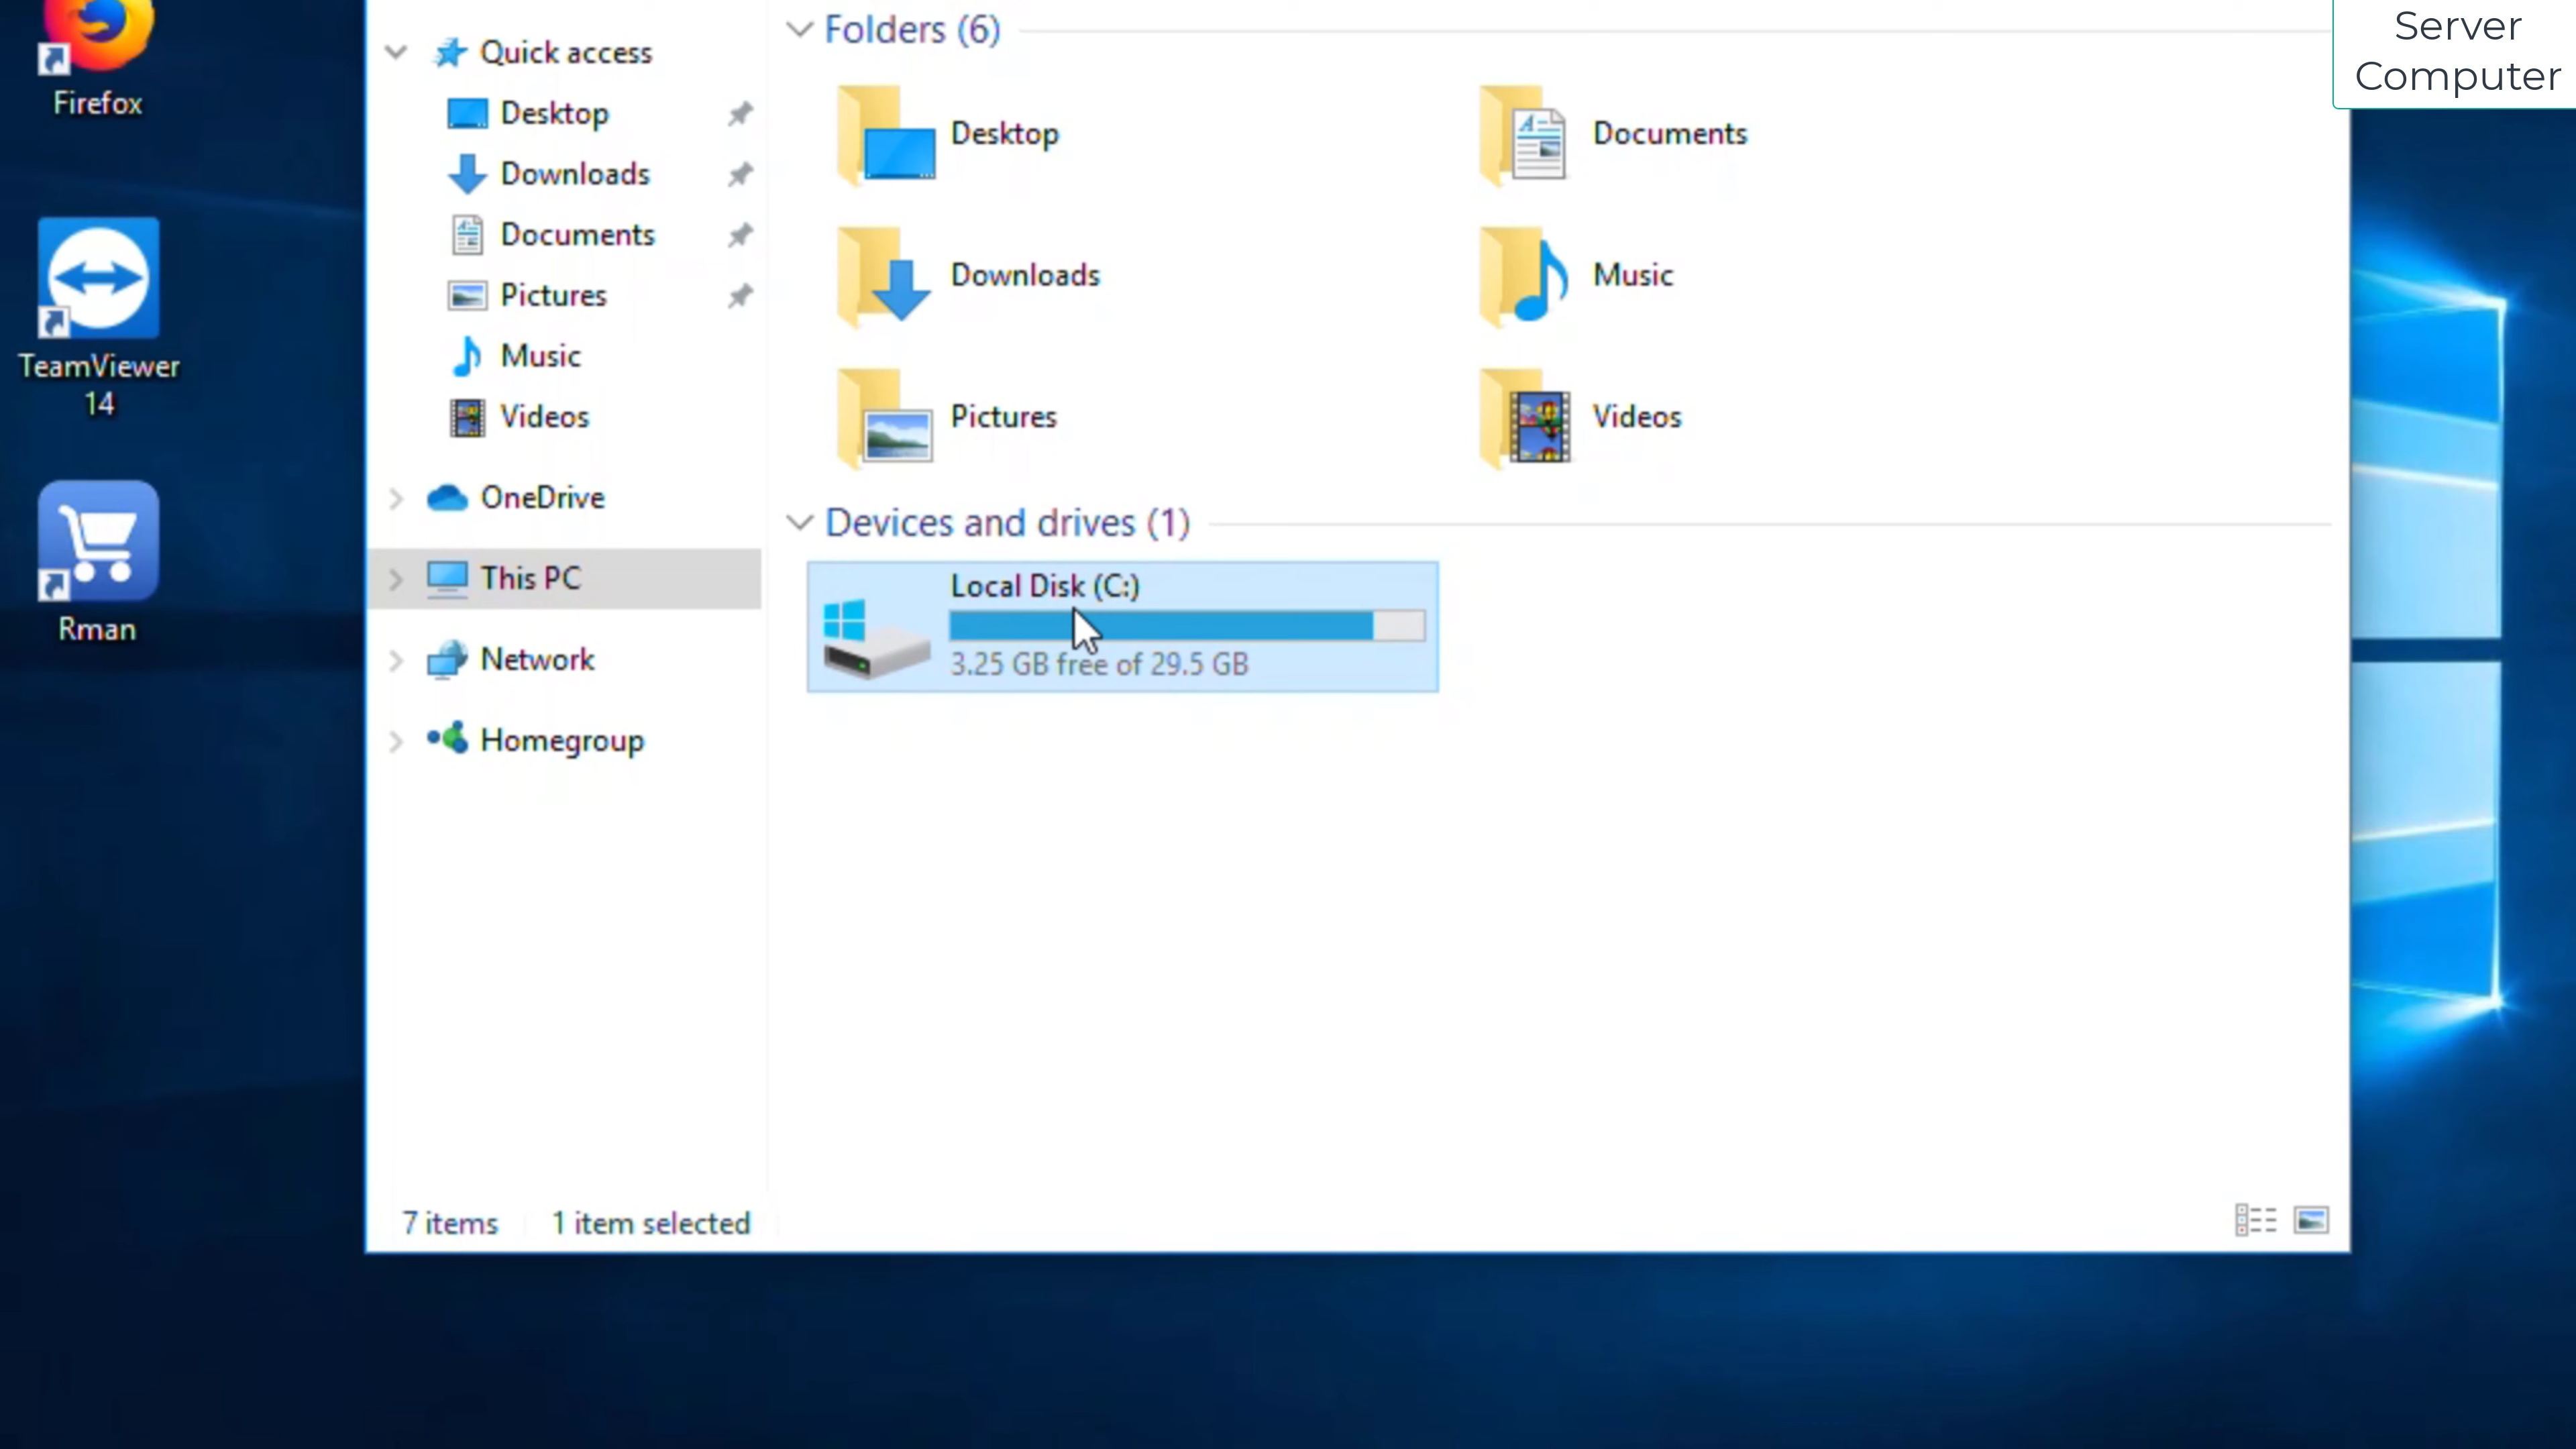 Server
Computer
Firefox
TeamViewer
14
Rman
Quick access
Desktop
Downloads
Documents
Pictures
Music
Videos
OneDrive
This PC
Network
Homegroup
Folders (6)
Desktop
Documents
Downloads
Music
Pictures
Videos
Devices and drives (1)
Local Disk (C:)
3.25 GB free of 29.5 GB
7 items
1 item selected